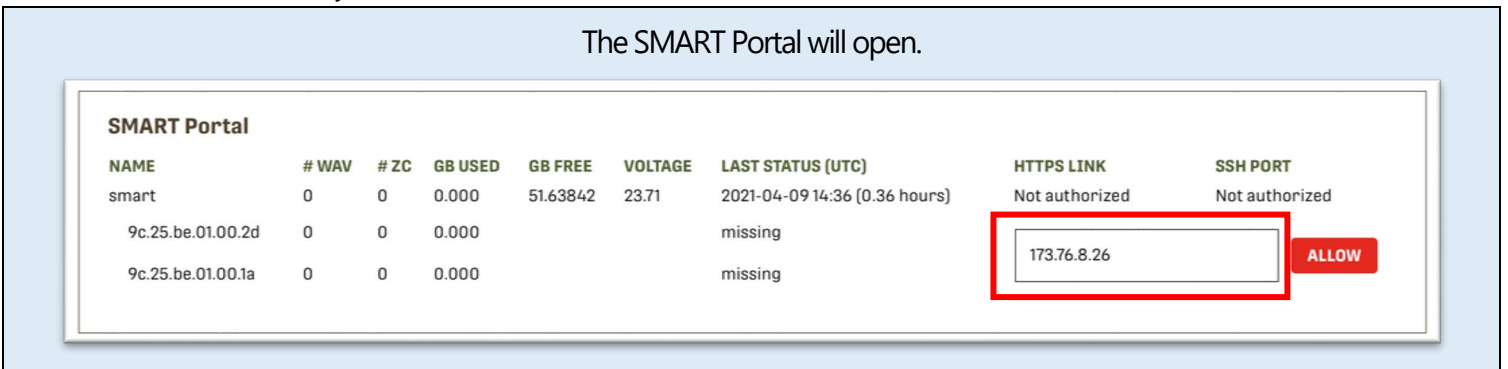 The SMART Portal will open.
SMART Portal
NAME # WAV # ZC GB USED GB FREE VOLTAGE LAST STATUS (UTC) HTTPS LINK SSH PORT
smart 0 0 0.000 51.63842 23.71 2021-04-09 14:36 (0.36 hours) Not authorized Not authorized
9c.25.be.01.00.2d 0 0 0.000 missing
173.76.8.26 ALLOW
9c.25.be.01.00.1a 0 0 0.000 missing